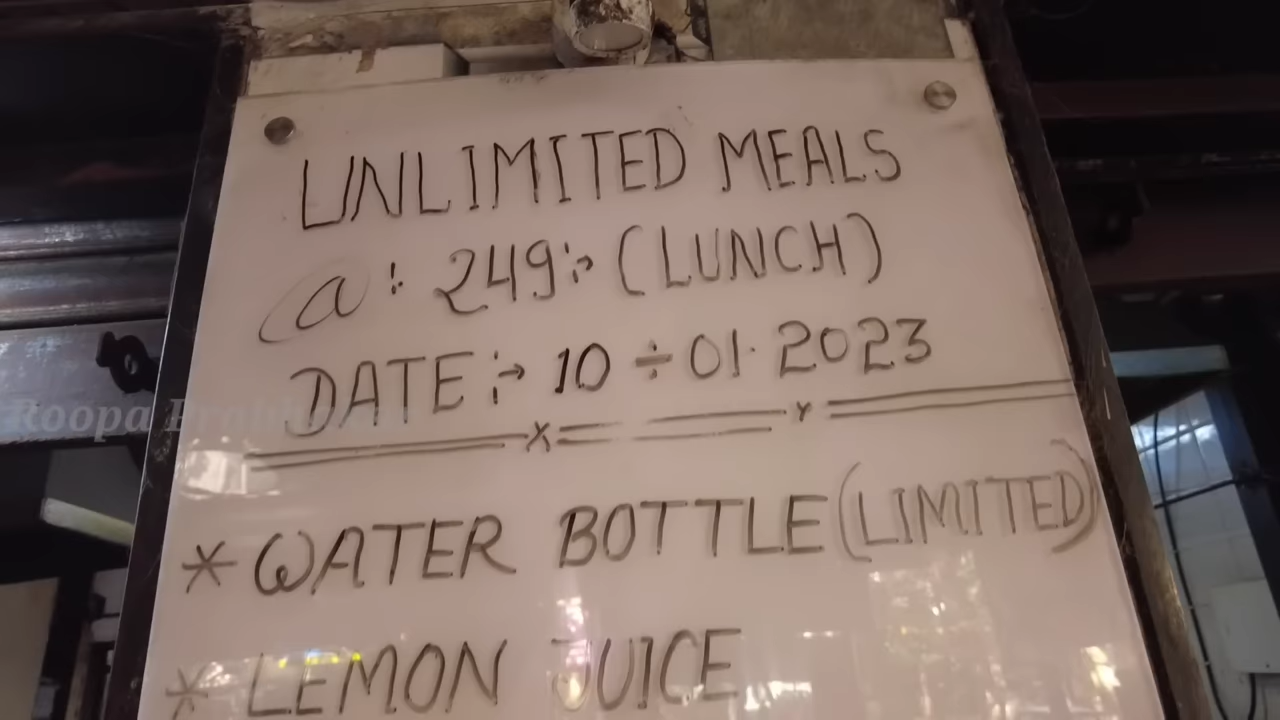 UNLIMITED MEALS
@: 249:- (LUNCH)
DATE:- 10÷01.2023
x x
* WATER BOTTLE (LIMITED)
* LEMON JUICE
Roopa